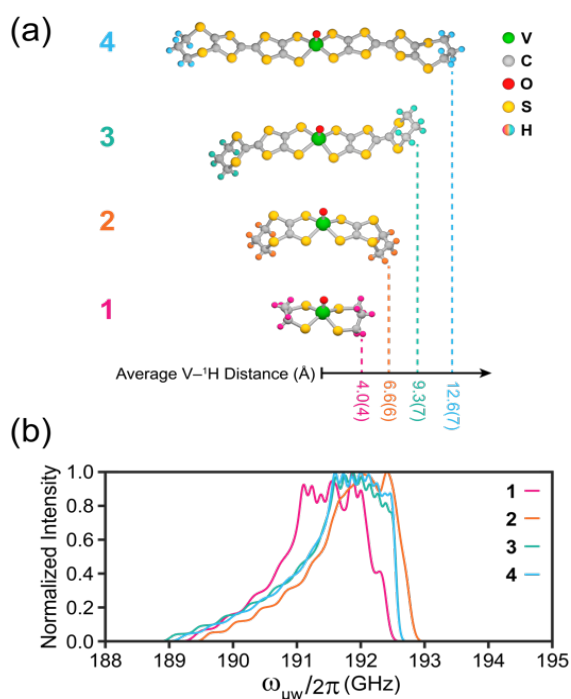 (a)
4
V
C
O
S
H
3
2
1
Average V–¹H Distance (Å)
4.0(4)
6.6(6)
9.3(7)
12.6(7)
(b)
Normalized Intensity
1.0
0.8
0.6
0.4
0.2
0.0
1
2
3
4
188 189 190 191 192 193 194 195
ωμw/2π (GHz)